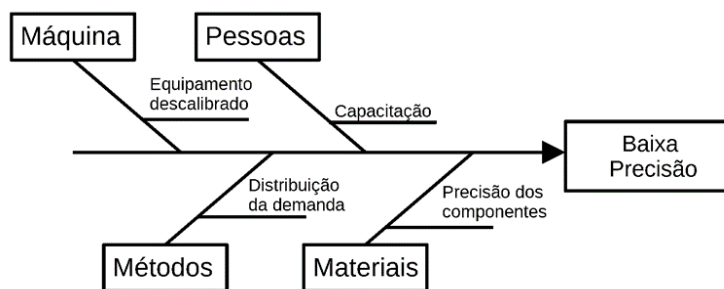 Máquina
Pessoas
Equipamento
descalibrado
Capacitação
Baixa
Precisão
Distribuição
da demanda
Precisão dos
componentes
Métodos
Materiais